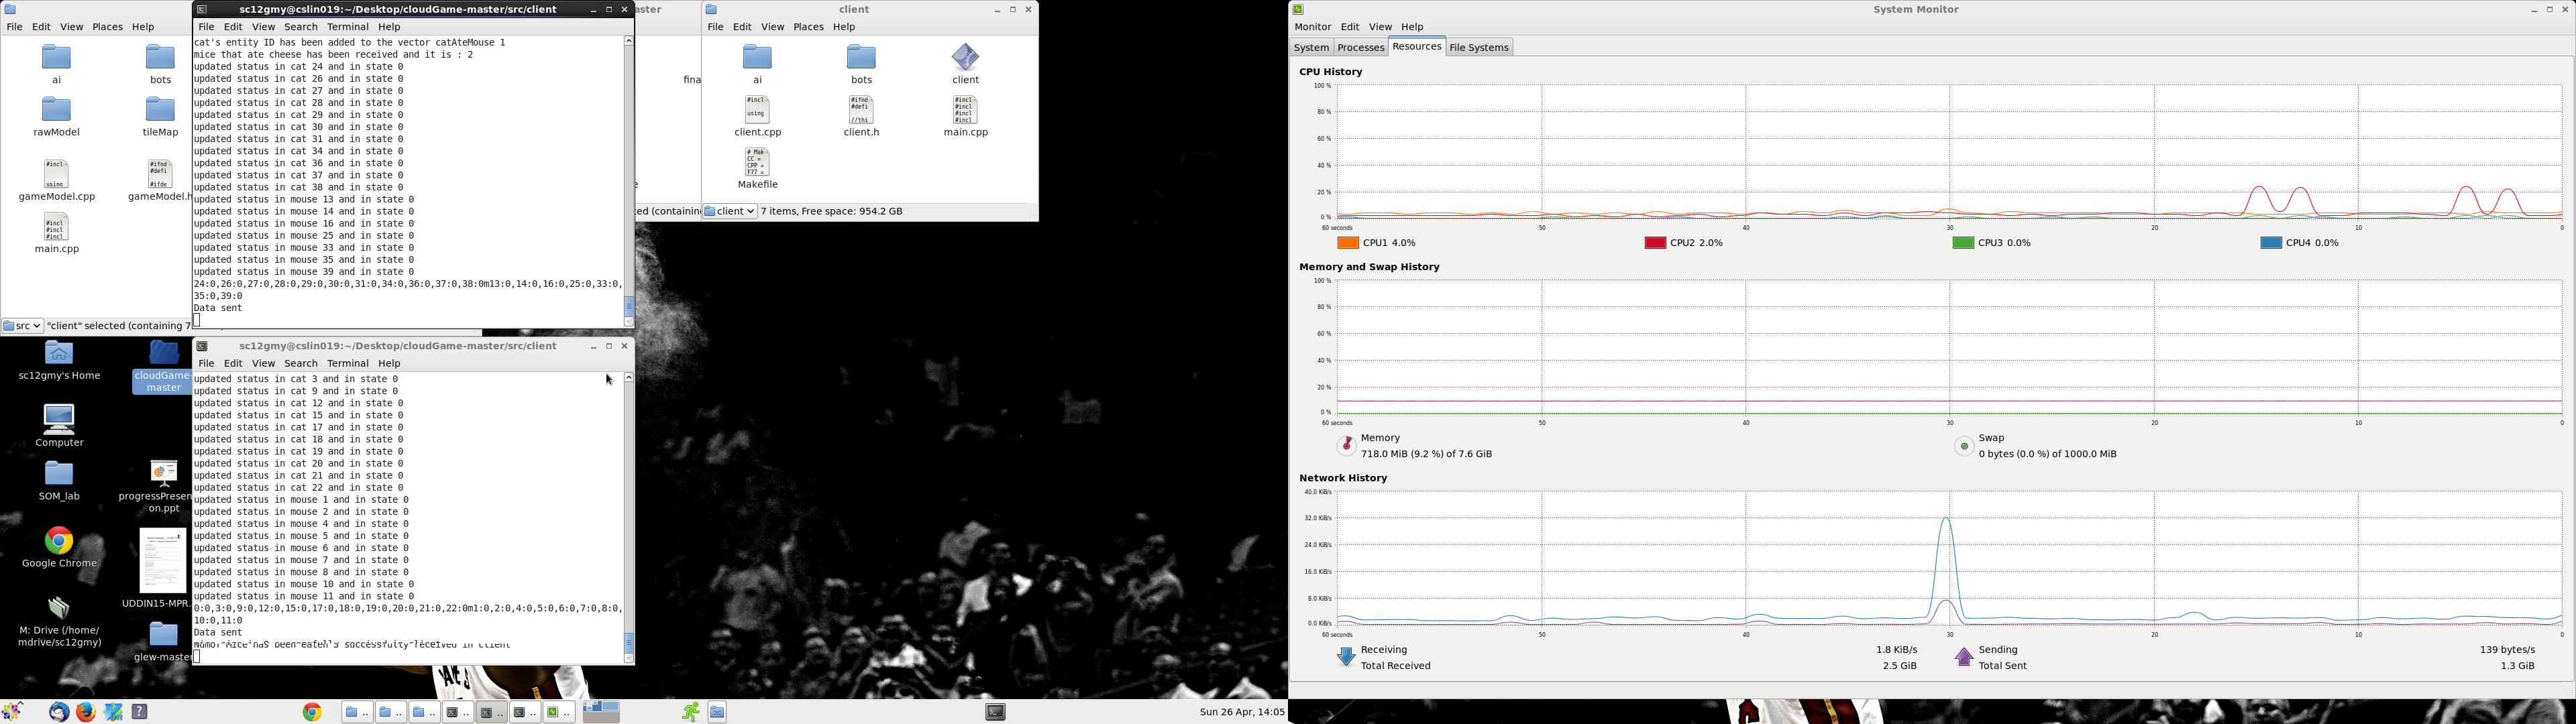 sc12gmy@cslin019:~/Desktop/cloudGame-master/src/client
File Edit View Places Help
File Edit View Search Terminal Help
ai
bots
rawModel
tileMap
gameModel.cpp
gameModel.h
main.cpp
src
"client" selected (containing 7
cat's entity ID has been added to the vector catAteMouse 1
mice that ate cheese has been received and it is : 2
updated status in cat 24 and in state 0
updated status in cat 26 and in state 0
updated status in cat 27 and in state 0
updated status in cat 28 and in state 0
updated status in cat 29 and in state 0
updated status in cat 30 and in state 0
updated status in cat 31 and in state 0
updated status in cat 34 and in state 0
updated status in cat 36 and in state 0
updated status in cat 37 and in state 0
updated status in cat 38 and in state 0
updated status in mouse 13 and in state 0
updated status in mouse 14 and in state 0
updated status in mouse 16 and in state 0
updated status in mouse 25 and in state 0
updated status in mouse 33 and in state 0
updated status in mouse 35 and in state 0
updated status in mouse 39 and in state 0
24:0,26:0,27:0,28:0,29:0,30:0,31:0,34:0,36:0,37:0,38:0m13:0,14:0,16:0,25:0,33:0,
35:0,39:0
Data sent
ster
fina
ed (containing
client
File Edit View Places Help
ai
bots
client
client.cpp
client.h
main.cpp
Makefile
client
7 items, Free space: 954.2 GB
sc12gmy@cslin019:~/Desktop/cloudGame-master/src/client
File Edit View Search Terminal Help
updated status in cat 3 and in state 0
updated status in cat 9 and in state 0
updated status in cat 12 and in state 0
updated status in cat 15 and in state 0
updated status in cat 17 and in state 0
updated status in cat 18 and in state 0
updated status in cat 19 and in state 0
updated status in cat 20 and in state 0
updated status in cat 21 and in state 0
updated status in cat 22 and in state 0
updated status in mouse 1 and in state 0
updated status in mouse 2 and in state 0
updated status in mouse 4 and in state 0
updated status in mouse 5 and in state 0
updated status in mouse 6 and in state 0
updated status in mouse 7 and in state 0
updated status in mouse 8 and in state 0
updated status in mouse 10 and in state 0
updated status in mouse 11 and in state 0
0:0,3:0,9:0,12:0,15:0,17:0,18:0,19:0,20:0,21:0,22:0m1:0,2:0,4:0,5:0,6:0,7:0,8:0,
10:0,11:0
Data sent
sc12gmy's Home
cloudGame-
master
Computer
SOM_lab
progressPresen
on.ppt
Google Chrome
UDDIN15-MPR.
M: Drive (/home/
mdrive/sc12gmy)
glew-master
Sun 26 Apr, 14:05
System Monitor
Monitor Edit View Help
System Processes Resources File Systems
CPU History
100 %
80 %
60 %
40 %
20 %
0 %
60 seconds 50 40 30 20 10 0
CPU1 4.0% CPU2 2.0% CPU3 0.0% CPU4 0.0%
Memory and Swap History
100 %
80 %
60 %
40 %
20 %
0 %
60 seconds 50 40 30 20 10 0
Memory
718.0 MiB (9.2 %) of 7.6 GiB
Swap
0 bytes (0.0 %) of 1000.0 MiB
Network History
40.0 KiB/s
32.0 KiB/s
24.0 KiB/s
16.0 KiB/s
8.0 KiB/s
0.0 KiB/s
60 seconds 50 40 30 20 10 0
Receiving 1.8 KiB/s
Total Received 2.5 GiB
Sending 139 bytes/s
Total Sent 1.3 GiB